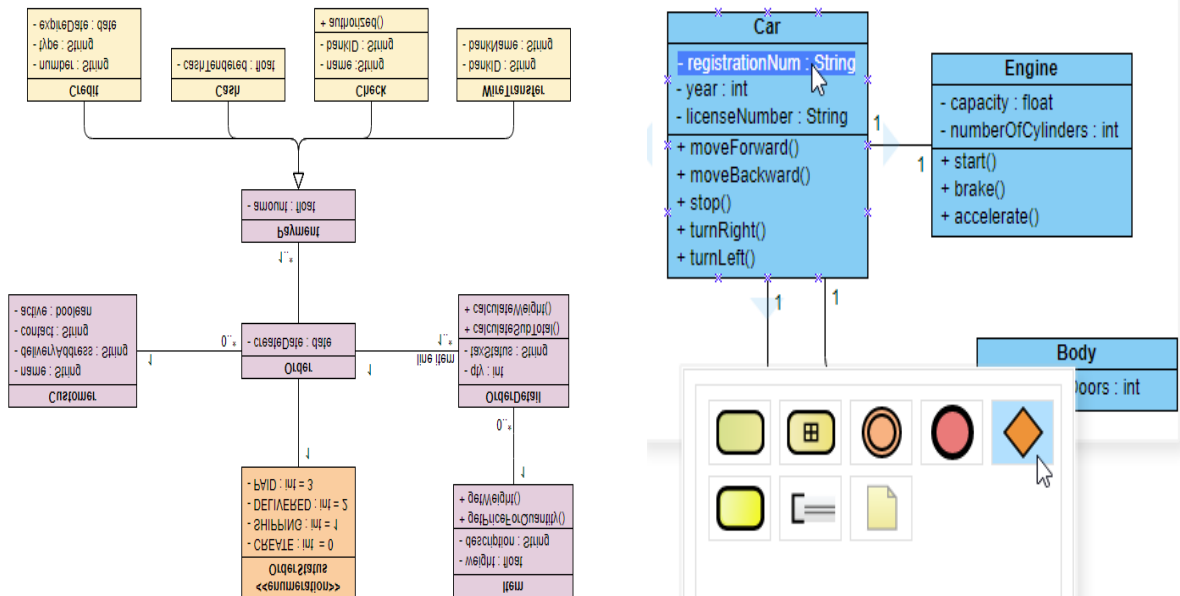 <<enumeration>>
OrderStatus
- CREATE : int = 0
- SHIPPING : int = 1
- DELIVERED : int = 2
- PAID : int = 3
Item
- weight : float
- description : String
+ getPriceForQuantity()
+ getWeight()
1
1
0..*
Customer
- name : String
- deliveryAddress : String
- contact : String
- active : boolean
1
0..*
Order
- createDate : date
1
line item
1..*
OrderDetail
- qty : int
- taxStatus : String
+ calculateSubTotal()
+ calculateWeight()
1..*
Payment
- amount : float
Credit
- number : String
- type : String
- expireDate : date
Cash
- cashTendered : float
Check
- name :String
- bankID : String
+ authorized()
WireTransfer
- bankID : String
- bankName : String
Car
- registrationNum : String
- year : int
- licenseNumber : String
+ moveForward()
+ moveBackward()
+ stop()
+ turnRight()
+ turnLeft()
1
1
Engine
- capacity : float
- numberOfCylinders : int
+ start()
+ brake()
+ accelerate()
1
1
Body
Doors : int